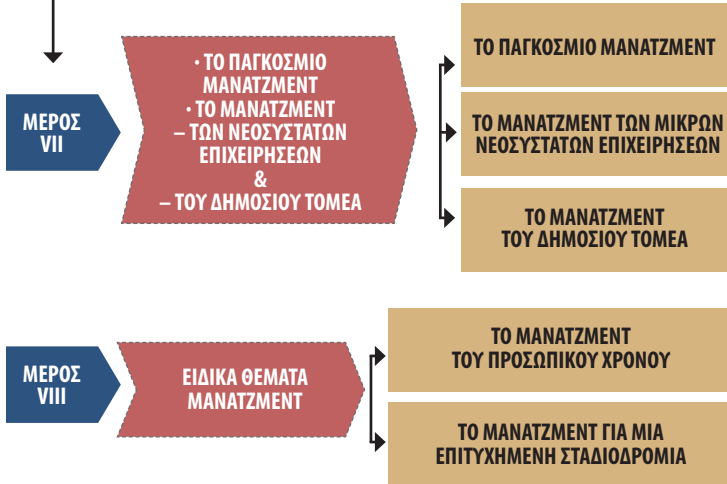 ΜΕΡΟΣ
VII
• ΤΟ ΠΑΓΚΟΣΜΙΟ
ΜΑΝΑΤΖΜΕΝΤ
• ΤΟ ΜΑΝΑΤΖΜΕΝΤ
– ΤΩΝ ΝΕΟΣΥΣΤΑΤΩΝ
ΕΠΙΧΕΙΡΗΣΕΩΝ
&
– ΤΟΥ ΔΗΜΟΣΙΟΥ ΤΟΜΕΑ
ΤΟ ΠΑΓΚΟΣΜΙΟ ΜΑΝΑΤΖΜΕΝΤ
ΤΟ ΜΑΝΑΤΖΜΕΝΤ ΤΩΝ ΜΙΚΡΩΝ
ΝΕΟΣΥΣΤΑΤΩΝ ΕΠΙΧΕΙΡΗΣΕΩΝ
ΤΟ ΜΑΝΑΤΖΜΕΝΤ
ΤΟΥ ΔΗΜΟΣΙΟΥ ΤΟΜΕΑ
ΜΕΡΟΣ
VIII
ΕΙΔΙΚΑ ΘΕΜΑΤΑ
ΜΑΝΑΤΖΜΕΝΤ
ΤΟ ΜΑΝΑΤΖΜΕΝΤ
ΤΟΥ ΠΡΟΣΩΠΙΚΟΥ ΧΡΟΝΟΥ
ΤΟ ΜΑΝΑΤΖΜΕΝΤ ΓΙΑ ΜΙΑ
ΕΠΙΤΥΧΗΜΕΝΗ ΣΤΑΔΙΟΔΡΟΜΙΑ